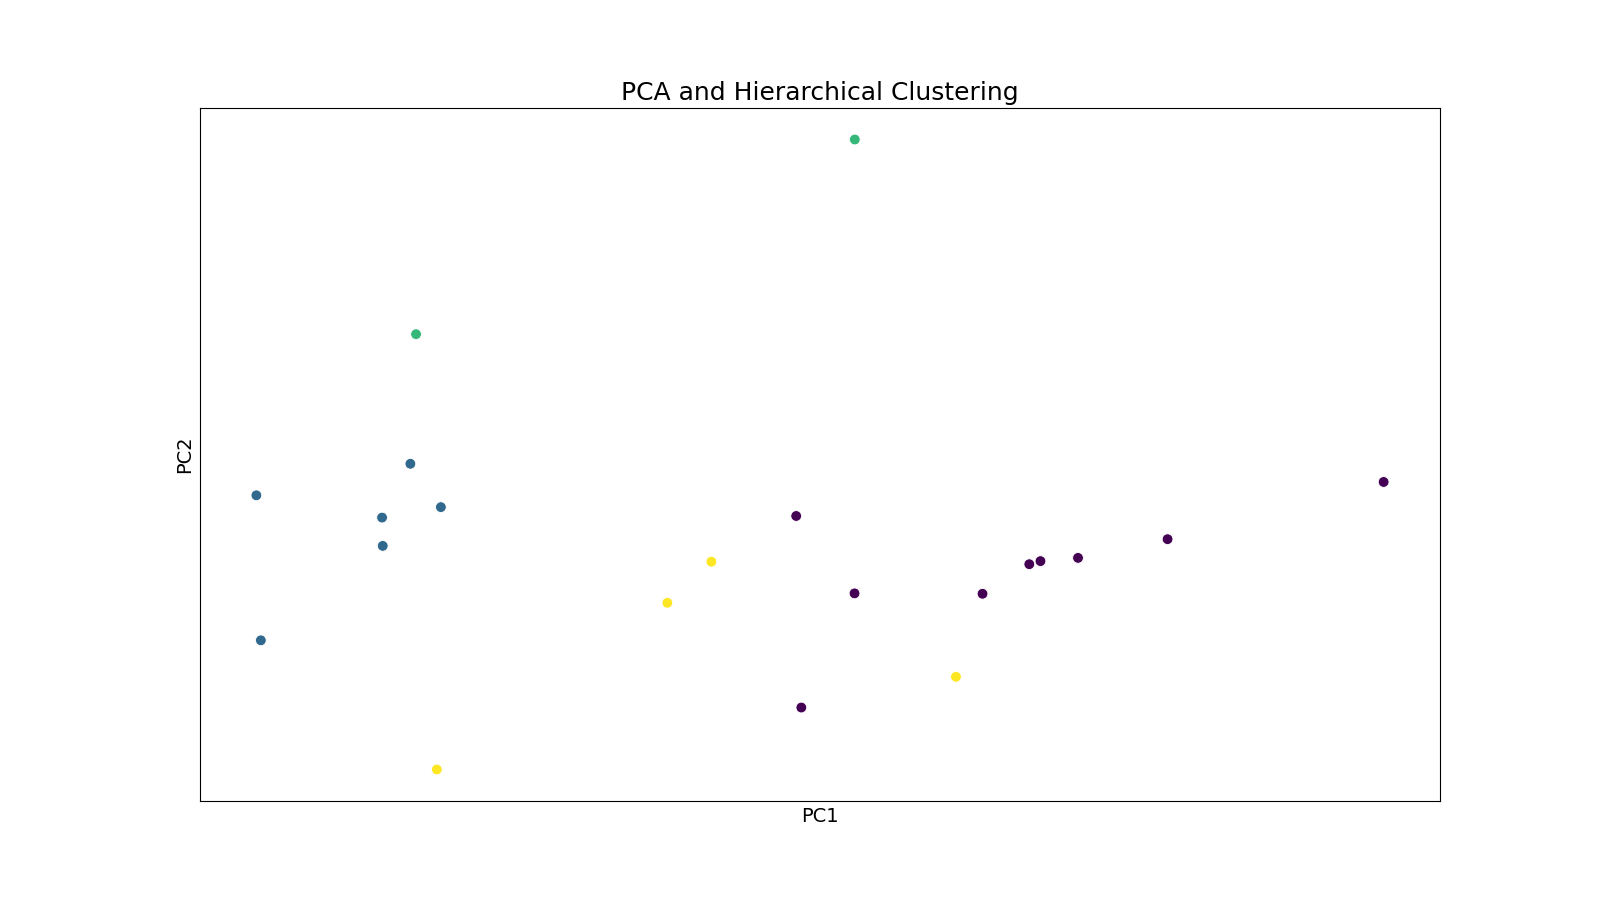 PCA and Hierarchical Clustering
PC2
PC1